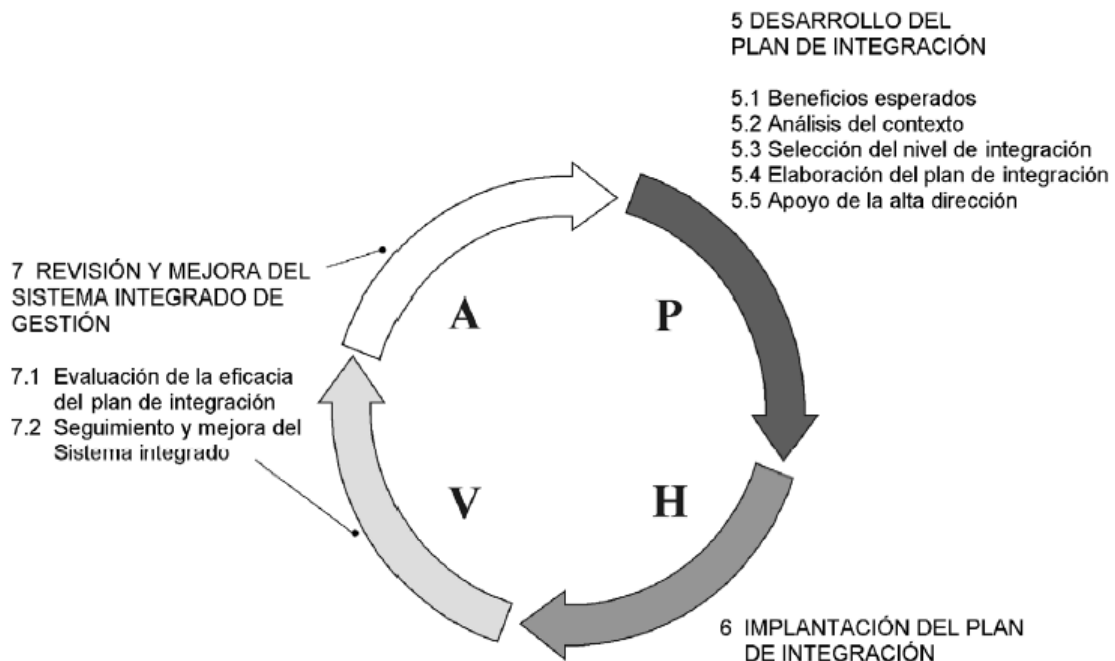 5 DESARROLLO DEL
PLAN DE INTEGRACIÓN
5.1 Beneficios esperados
5.2 Análisis del contexto
5.3 Selección del nivel de integración
5.4 Elaboración del plan de integración
5.5 Apoyo de la alta dirección
7 REVISIÓN Y MEJORA DEL
SISTEMA INTEGRADO DE
GESTIÓN
7.1 Evaluación de la eficacia
del plan de integración
7.2 Seguimiento y mejora del
Sistema integrado
A
P
V
H
6 IMPLANTACIÓN DEL PLAN
DE INTEGRACIÓN